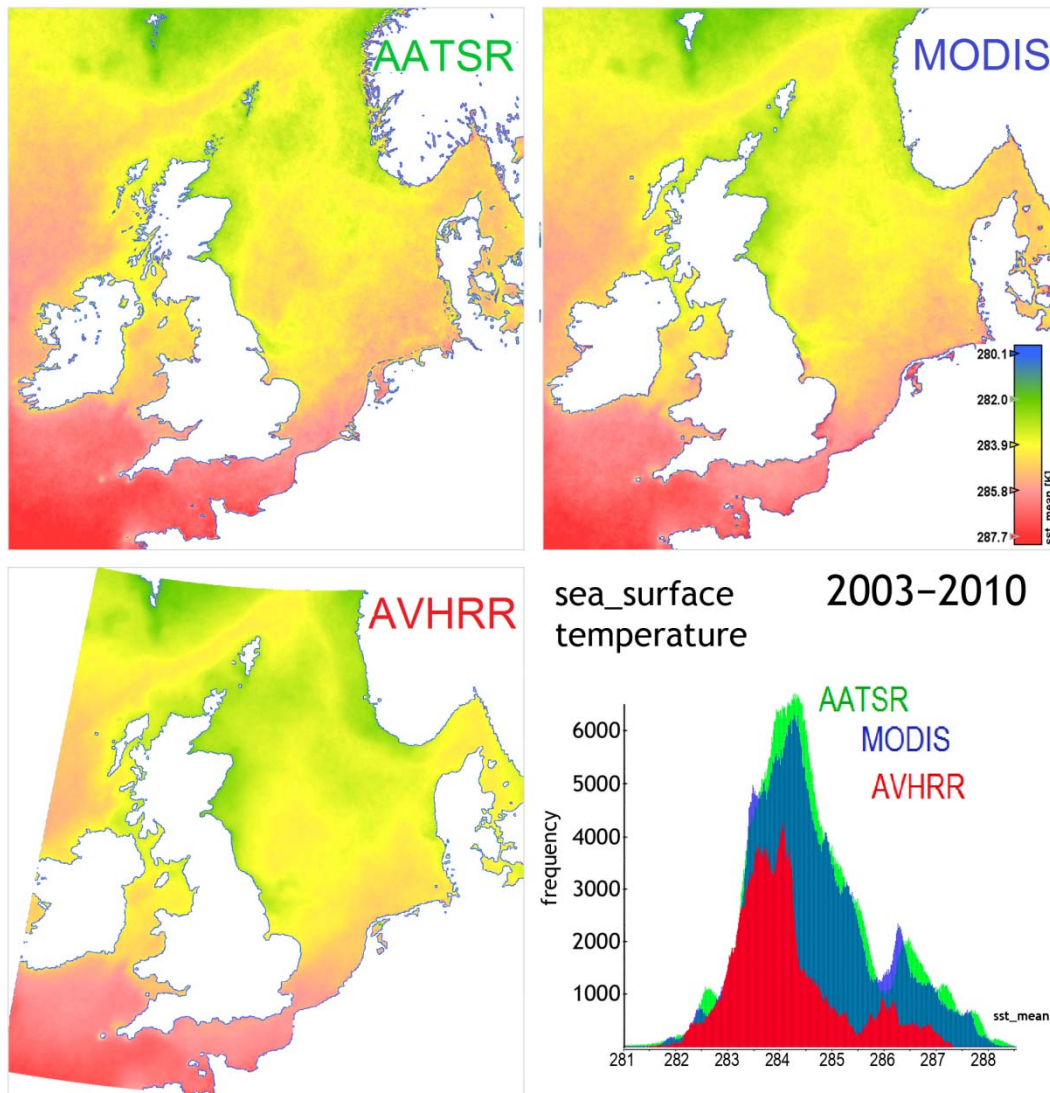 AATSR
MODIS
280.1
282.0
283.9
285.8
287.7
sst_mean [K]
AVHRR
sea_surface
temperature
2003–2010
AATSR
MODIS
AVHRR
frequency
6000
5000
4000
3000
2000
1000
sst_mean
281 282 283 284 285 286 287 288